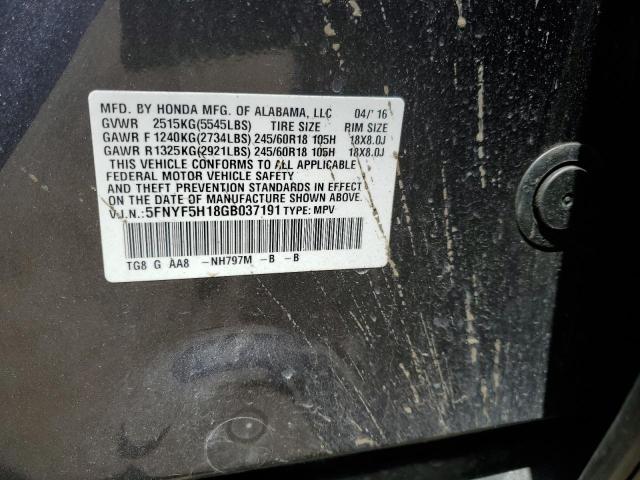 MFD. BY HONDA MFG. OF ALABAMA, LLC 04/'16
GVWR 2515KG(5545LBS) TIRE SIZE RIM SIZE
GAWR F 1240KG(2734LBS) 245/60R18 105H 18X8.0J
GAWR R 1325KG(2921LBS) 245/60R18 105H 18X8.0J
THIS VEHICLE CONFORMS TO ALL APPLICABLE
FEDERAL MOTOR VEHICLE SAFETY
AND THEFT PREVENTION STANDARDS IN EFFECT
ON THE DATE OF MANUFACTURE SHOWN ABOVE.
V.I.N.: 5FNYF5H18GB037191 TYPE: MPV
TG8 G AA8 -NH797M -B -B